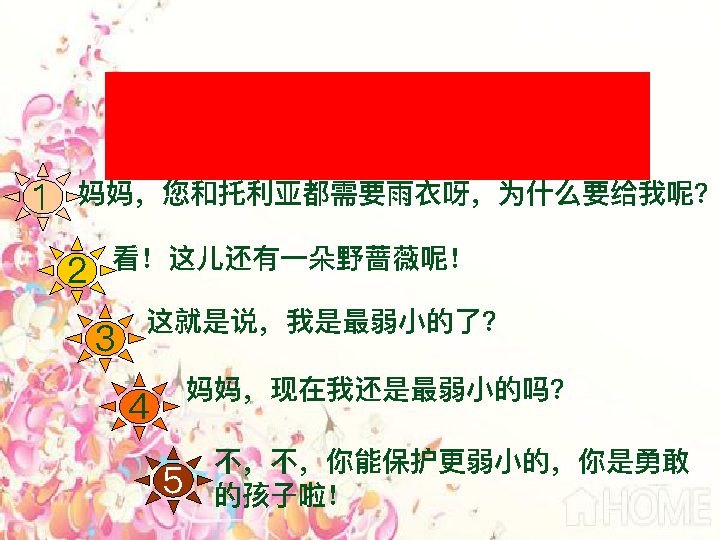 1 妈妈，您和托利亚都需要雨衣呀，为什么要给我呢？
2 看！这儿还有一朵野蔷薇呢！
3 这就是说，我是最弱小的了？
4 妈妈，现在我还是最弱小的吗？
5 不，不，你能保护更弱小的，你是勇敢
的孩子啦！
HOME